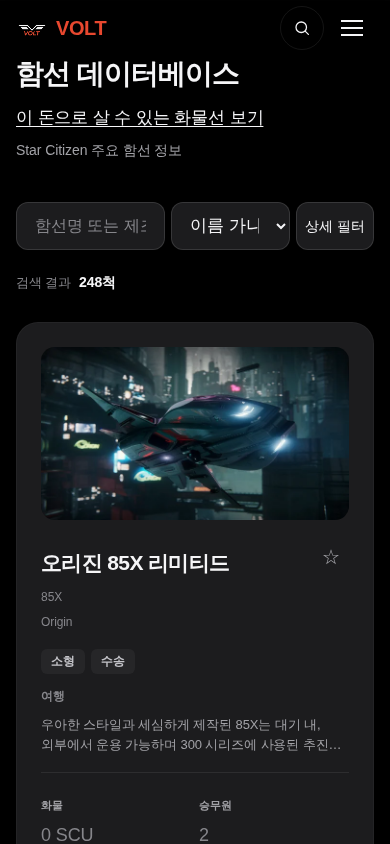 VOLT VOLT
함선 데이터베이스
이 돈으로 살 수 있는 화물선 보기
Star Citizen 주요 함선 정보
함선명 또는 제
이름 가나
상세 필터
검색 결과 248척
오리진 85X 리미티드 ☆
85X
Origin
소형 수송
여행
우아한 스타일과 세심하게 제작된 85X는 대기 내,
외부에서 운용 가능하며 300 시리즈에 사용된 추진…
화물 승무원
0 SCU 2